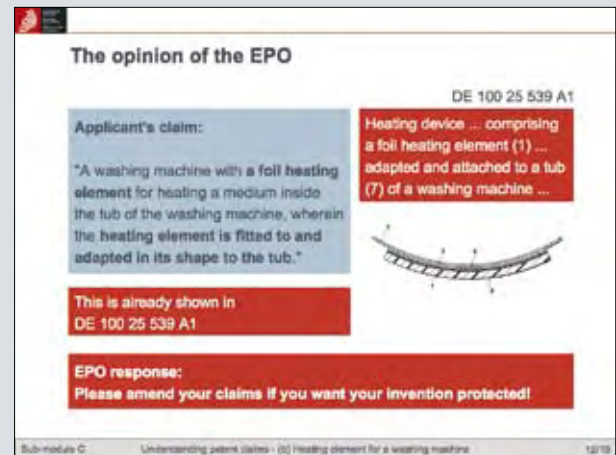 The opinion of the EPO
DE 100 25 539 A1
Applicant's claim:
"A washing machine with a foil heating
element for heating a medium inside
the tub of the washing machine, wherein
the heating element is fitted to and
adapted in its shape to the tub."
Heating device ... comprising
a foil heating element (1) ...
adapted and attached to a tub
(7) of a washing machine ...
This is already shown in
DE 100 25 539 A1
EPO response:
Please amend your claims if you want your invention protected!
Sub-module C
Understanding patent claims - (b) Heating element for a washing machine